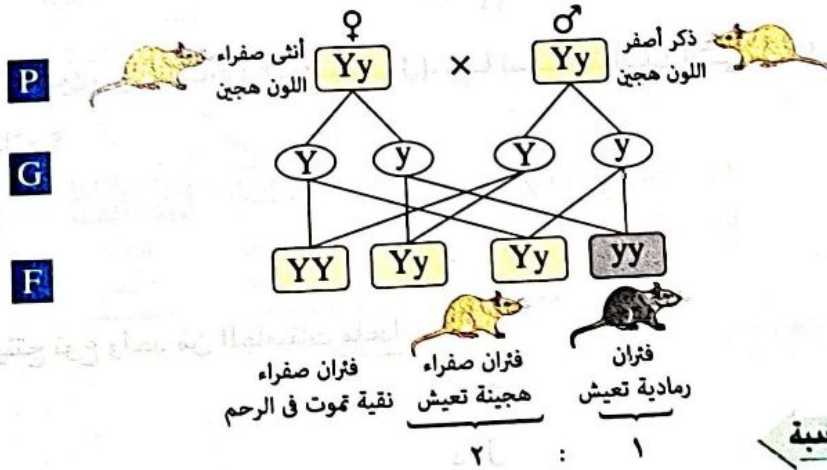 ♀ ♂
P
أنثى صفراء
اللون هجين
Yy × Yy
ذكر أصفر
اللون هجين
G
Y y Y y
F
YY Yy Yy yy
فئران صفراء
نقية تموت فى الرحم
فئران صفراء
هجينة تعيش
فئران
رمادية تعيش
٢ : ١